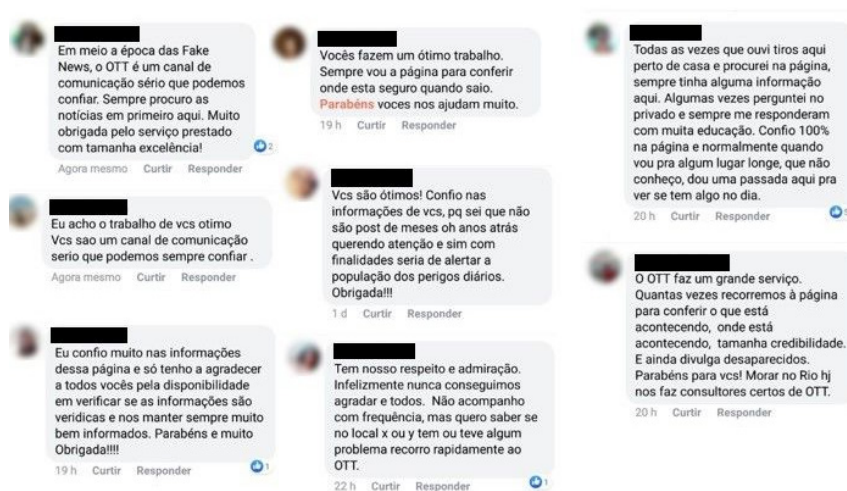 Em meio a época das Fake
News, o OTT é um canal de
comunicação sério que podemos
confiar. Sempre procuro as
notícias em primeiro aqui. Muito
obrigada pelo serviço prestado
com tamanha excelência!
2
Agora mesmo Curtir Responder
Eu acho o trabalho de vcs otimo
Vcs sao um canal de comunicação
serio que podemos sempre confiar .
Agora mesmo Curtir Responder
Eu confio muito nas informações
dessa página e só tenho a agradecer
a todos vocês pela disponibilidade
em verificar se as informações são
veridicas e nos manter sempre muito
bem informados. Parabéns e muito
Obrigada!!!!
1
19 h Curtir Responder
Vocês fazem um ótimo trabalho.
Sempre vou a página para conferir
onde esta seguro quando saio.
Parabéns voces nos ajudam muito.
19 h Curtir Responder
Vcs são ótimos! Confio nas
informações de vcs, pq sei que não
são post de meses oh anos atrás
querendo atenção e sim com
finalidades seria de alertar a
população dos perigos diários.
Obrigada!!!
1 d Curtir Responder
Tem nosso respeito e admiração.
Infelizmente nunca conseguimos
agradar e todos. Não acompanho
com frequência, mas quero saber se
no local x ou y tem ou teve algum
problema recorro rapidamente ao
OTT.
1
22 h Curtir Responder
Todas as vezes que ouvi tiros aqui
perto de casa e procurei na página,
sempre tinha alguma informação
aqui. Algumas vezes perguntei no
privado e sempre me responderam
com muita educação. Confio 100%
na página e normalmente quando
vou pra algum lugar longe, que não
conheço, dou uma passada aqui pra
ver se tem algo no dia.
20 h Curtir Responder
O OTT faz um grande serviço.
Quantas vezes recorremos à página
para conferir o que está
acontecendo, onde está
acontecendo, tamanha credibilidade.
E ainda divulga desaparecidos.
Parabéns para vcs! Morar no Rio hj
nos faz consultores certos de OTT.
20 h Curtir Responder